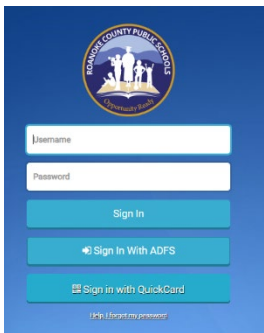 ROANOKE COUNTY PUBLIC SCHOOLS
Opportunity Ready
Username
Password
Sign In
Sign In With ADFS
Sign in with QuickCard
Help, I forgot my password